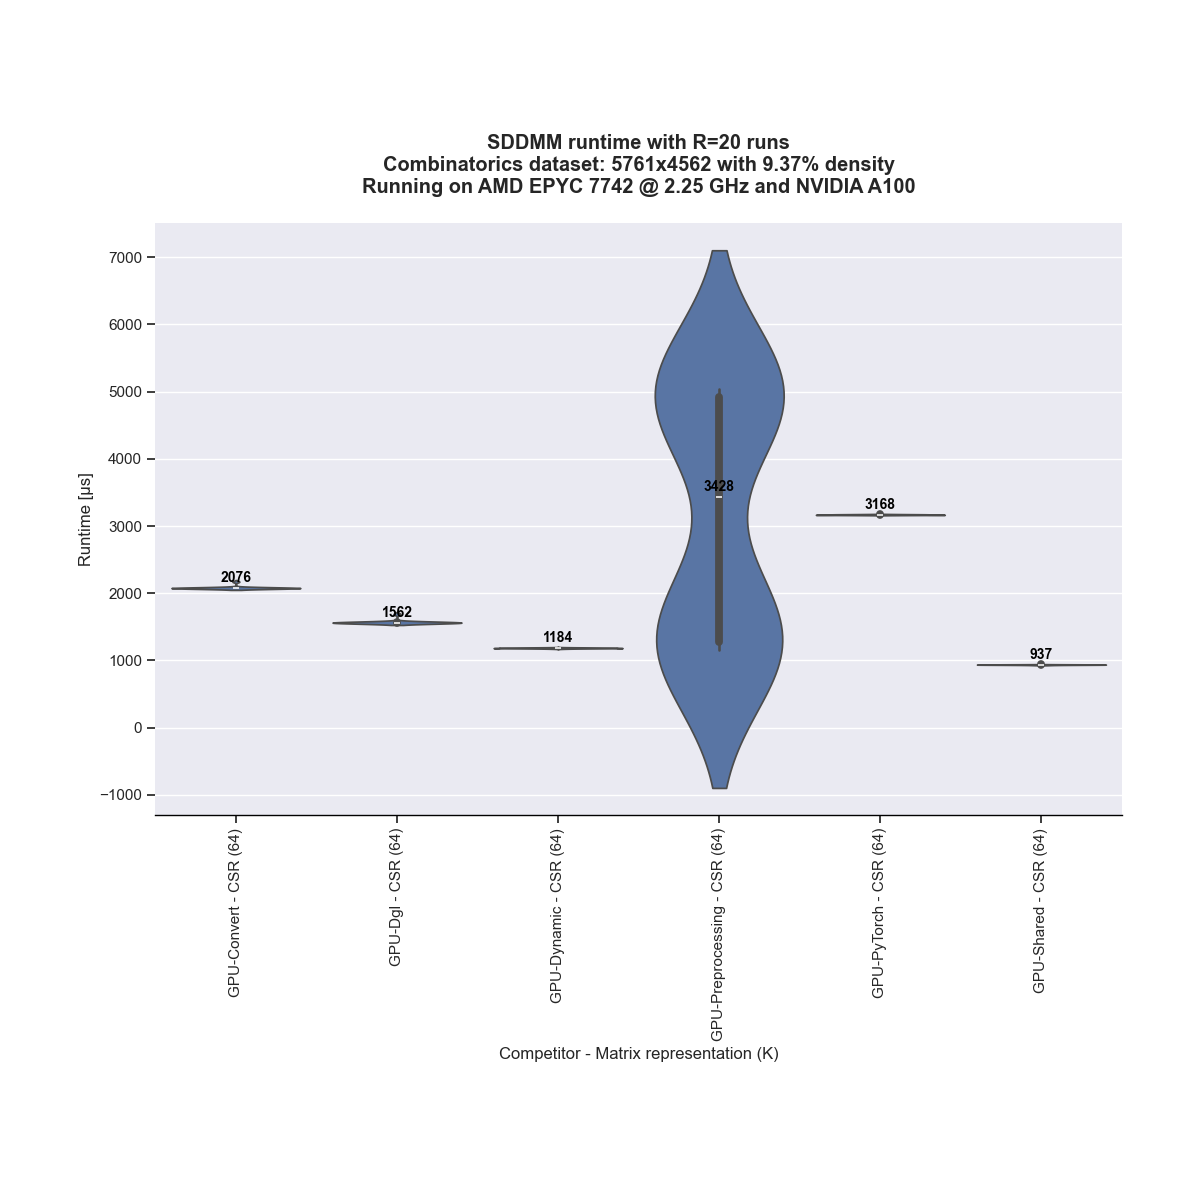 SDDMM runtime with R=20 runs
Combinatorics dataset: 5761x4562 with 9.37% density
Running on AMD EPYC 7742 @ 2.25 GHz and NVIDIA A100
Runtime [µs]
7000
6000
5000
4000
3000
2000
1000
0
−1000
2076
1562
1184
3428
3168
937
GPU-Convert - CSR (64)
GPU-Dgl - CSR (64)
GPU-Dynamic - CSR (64)
GPU-Preprocessing - CSR (64)
GPU-PyTorch - CSR (64)
GPU-Shared - CSR (64)
Competitor - Matrix representation (K)